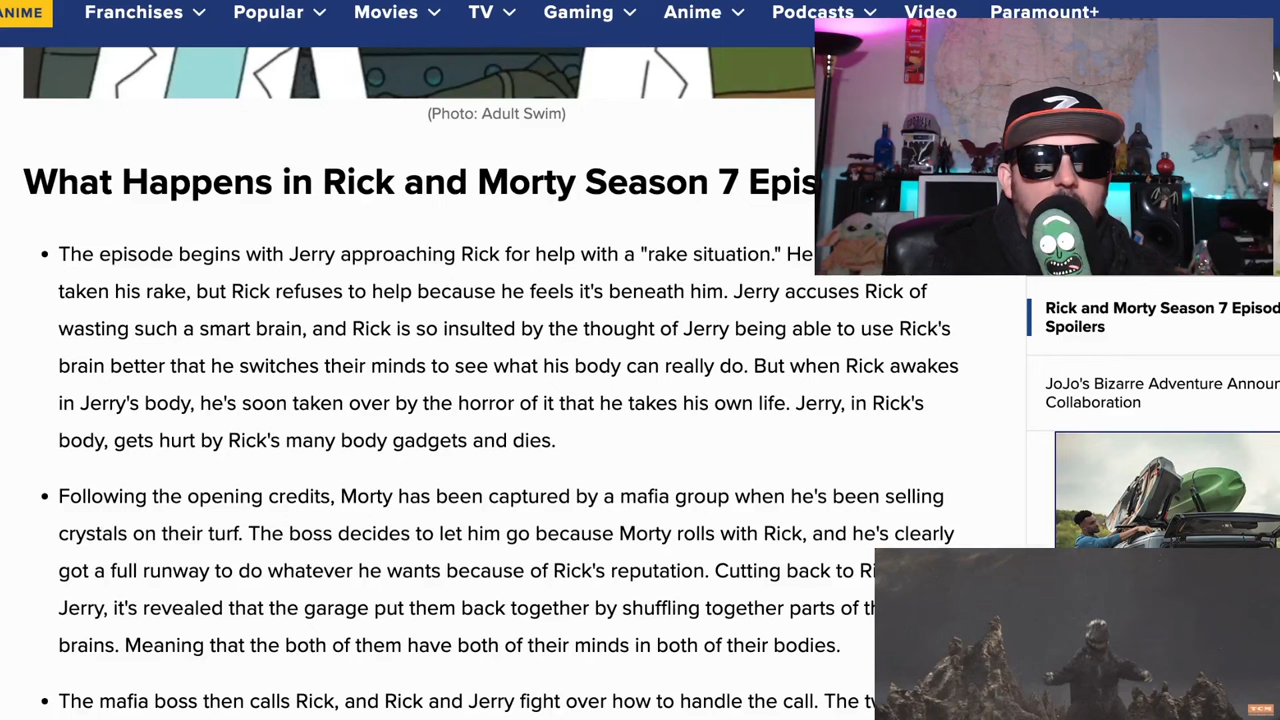 ANIME
Franchises Popular Movies TV Gaming Anime Podcasts Video Paramount+
(Photo: Adult Swim)
What Happens in Rick and Morty Season 7 Epis
The episode begins with Jerry approaching Rick for help with a "rake situation." He
taken his rake, but Rick refuses to help because he feels it's beneath him. Jerry accuses Rick of
wasting such a smart brain, and Rick is so insulted by the thought of Jerry being able to use Rick's
brain better that he switches their minds to see what his body can really do. But when Rick awakes
in Jerry's body, he's soon taken over by the horror of it that he takes his own life. Jerry, in Rick's
body, gets hurt by Rick's many body gadgets and dies.
Following the opening credits, Morty has been captured by a mafia group when he's been selling
crystals on their turf. The boss decides to let him go because Morty rolls with Rick, and he's clearly
got a full runway to do whatever he wants because of Rick's reputation. Cutting back to Ri
Jerry, it's revealed that the garage put them back together by shuffling together parts of th
brains. Meaning that the both of them have both of their minds in both of their bodies.
The mafia boss then calls Rick, and Rick and Jerry fight over how to handle the call. The tw
Rick and Morty Season 7 Episod
Spoilers
JoJo's Bizarre Adventure Announ
Collaboration
TCM